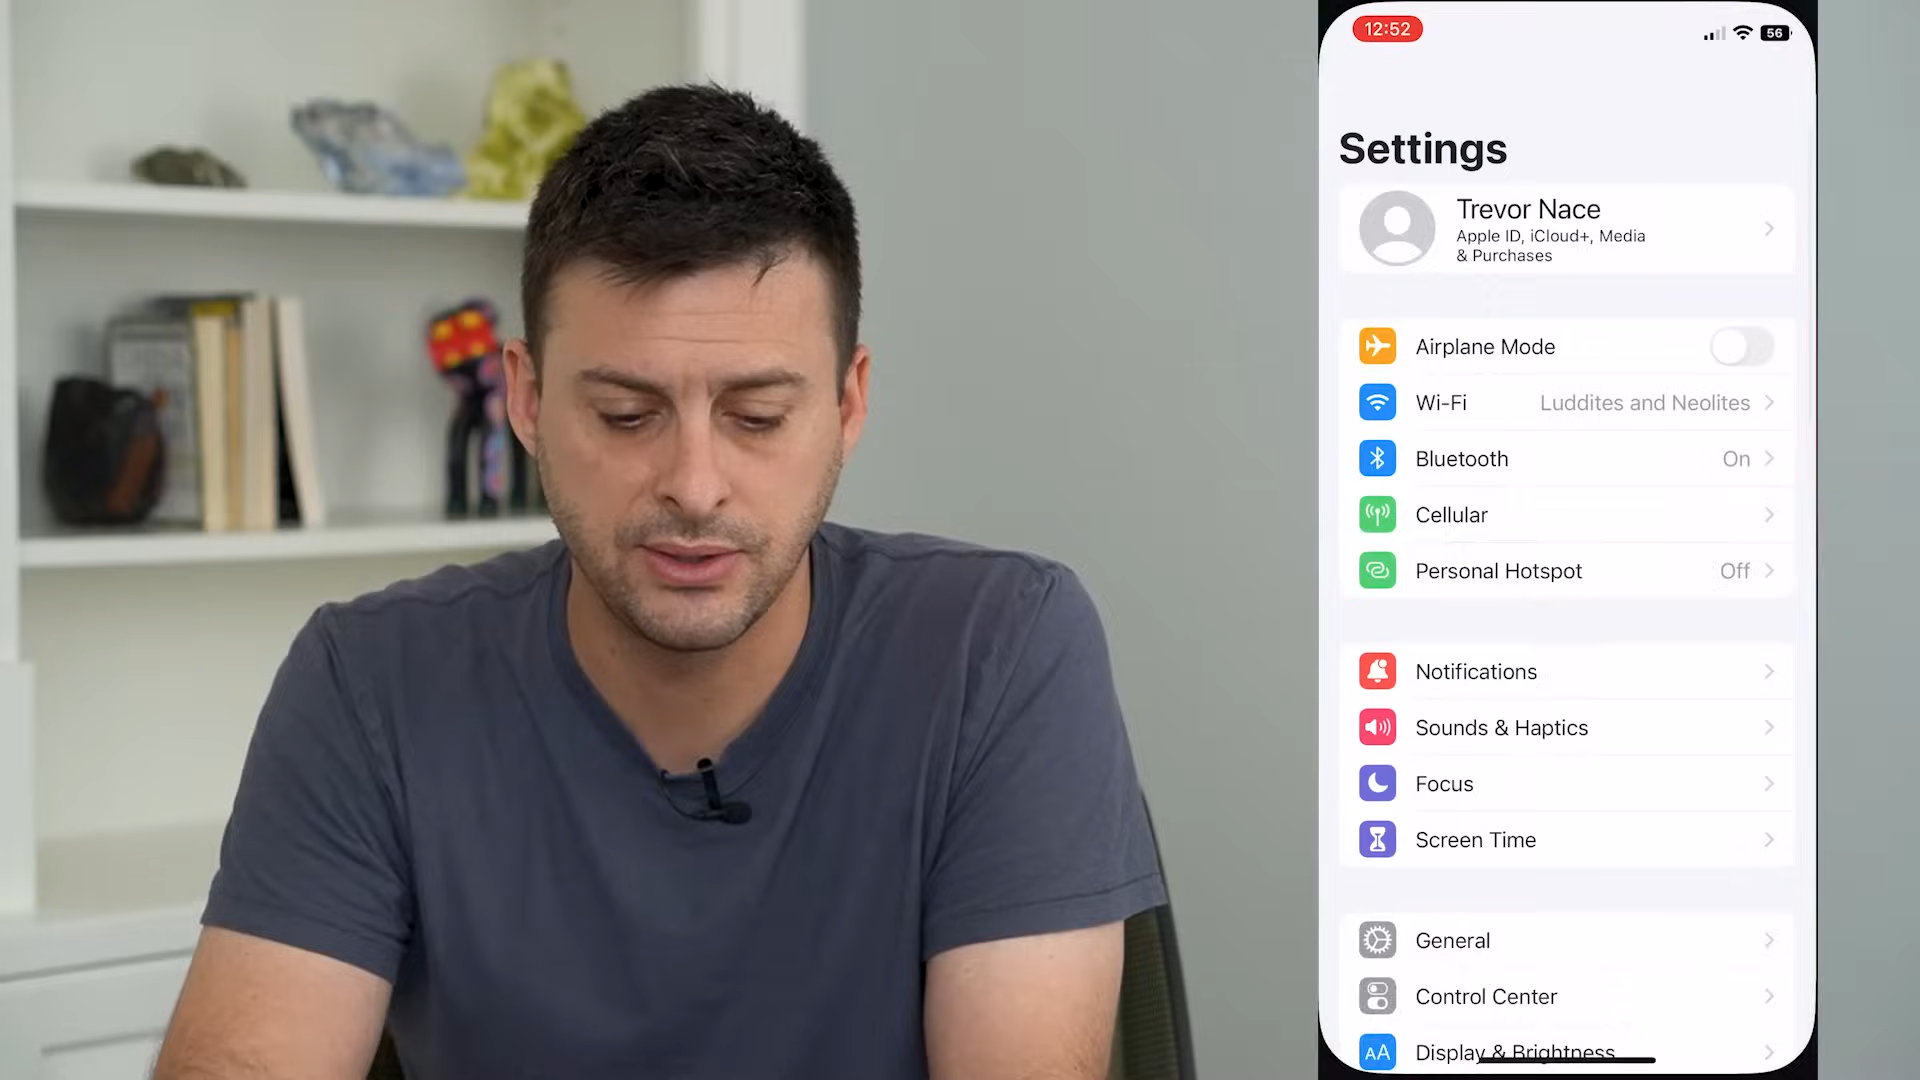 12:52
56
Settings
Trevor Nace
Apple ID, iCloud+, Media
& Purchases
Airplane Mode
Wi-Fi Luddites and Neolites
Bluetooth On
Cellular
Personal Hotspot Off
Notifications
Sounds & Haptics
Focus
Screen Time
General
Control Center
AA Display & Brightness